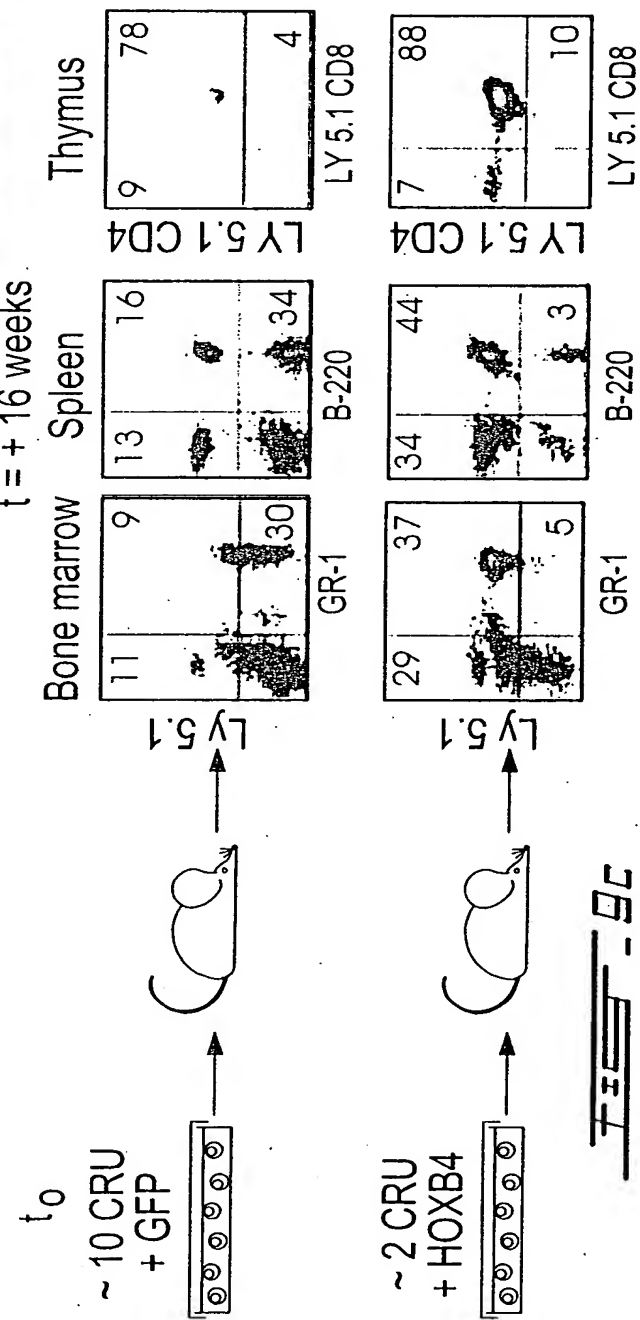 t = + 16 weeks
t0
Bone marrow
Spleen
Thymus
~ 10 CRU
+ GFP
Ly 5.1
11
9
30
GR-1
13
16
34
B-220
LY 5.1 CD4
9
78
4
LY 5.1 CD8
~ 2 CRU
+ HOXB4
Ly 5.1
29
37
5
GR-1
34
44
3
B-220
LY 5.1 CD4
7
88
10
LY 5.1 CD8
FIG - 9C